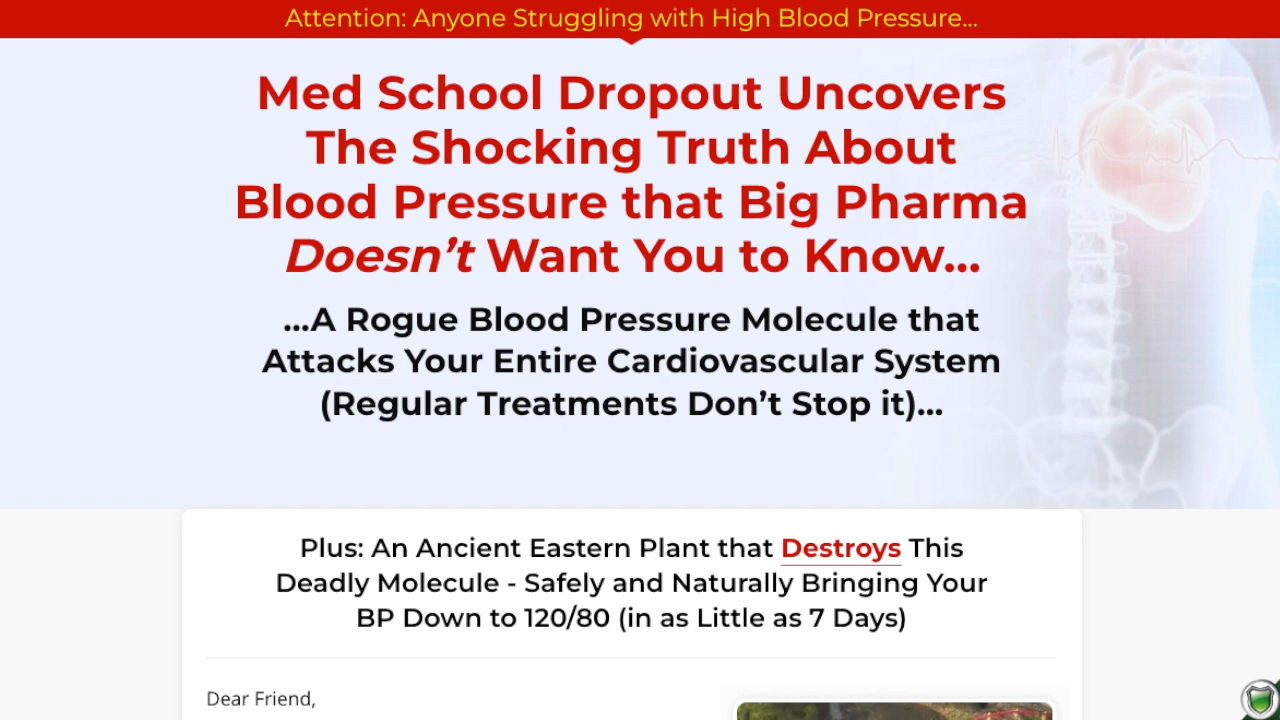 Attention: Anyone Struggling with High Blood Pressure...
Med School Dropout Uncovers
The Shocking Truth About
Blood Pressure that Big Pharma
Doesn’t Want You to Know...
...A Rogue Blood Pressure Molecule that
Attacks Your Entire Cardiovascular System
(Regular Treatments Don’t Stop it)...
Plus: An Ancient Eastern Plant that Destroys This
Deadly Molecule - Safely and Naturally Bringing Your
BP Down to 120/80 (in as Little as 7 Days)
Dear Friend,